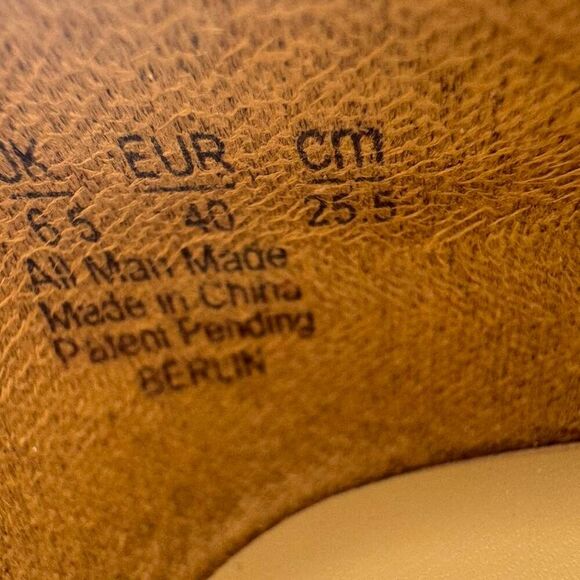 UK EUR cm
6.5 40 25.5
All Man Made
Made in China
Patent Pending
BERLIN